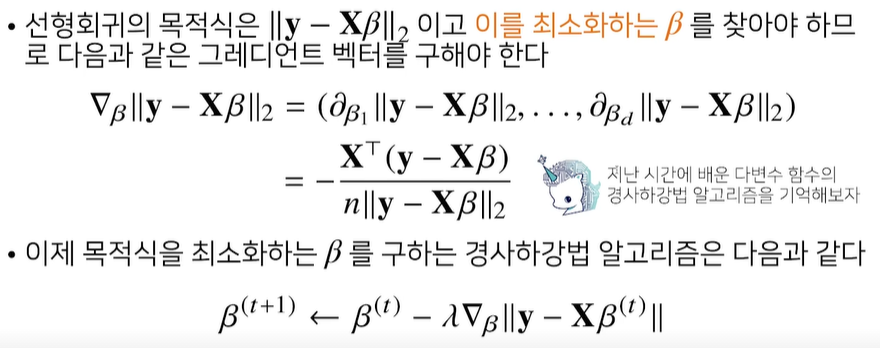 • 선형회귀의 목적식은 ||y − Xβ||₂ 이고 이를 최소화하는 β 를 찾아야 하므
로 다음과 같은 그레디언트 벡터를 구해야 한다
∇_β||y − Xβ||₂ = (∂_β₁||y − Xβ||₂, . . . , ∂_β_d||y − Xβ||₂)
= − X^⊤(y − Xβ) / n||y − Xβ||₂
지난 시간에 배운 다변수 함수의
경사하강법 알고리즘을 기억해보자
• 이제 목적식을 최소화하는 β 를 구하는 경사하강법 알고리즘은 다음과 같다
β^(t+1) ← β^(t) − λ∇_β||y − Xβ^(t)||